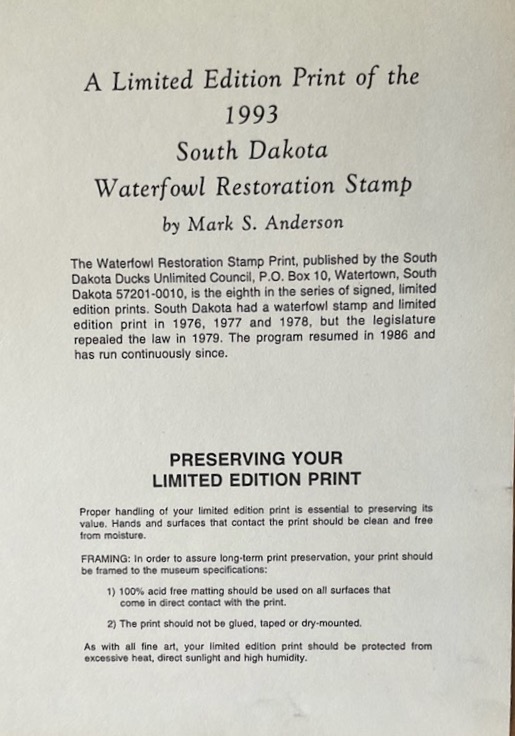 A Limited Edition Print of the
1993
South Dakota
Waterfowl Restoration Stamp
by Mark S. Anderson
The Waterfowl Restoration Stamp Print, published by the South
Dakota Ducks Unlimited Council, P.O. Box 10, Watertown, South
Dakota 57201-0010, is the eighth in the series of signed, limited
edition prints. South Dakota had a waterfowl stamp and limited
edition print in 1976, 1977 and 1978, but the legislature
repealed the law in 1979. The program resumed in 1986 and
has run continuously since.
PRESERVING YOUR
LIMITED EDITION PRINT
Proper handling of your limited edition print is essential to preserving its
value. Hands and surfaces that contact the print should be clean and free
from moisture.
FRAMING: In order to assure long-term print preservation, your print should
be framed to the museum specifications:
1) 100% acid free matting should be used on all surfaces that
come in direct contact with the print.
2) The print should not be glued, taped or dry-mounted.
As with all fine art, your limited edition print should be protected from
excessive heat, direct sunlight and high humidity.